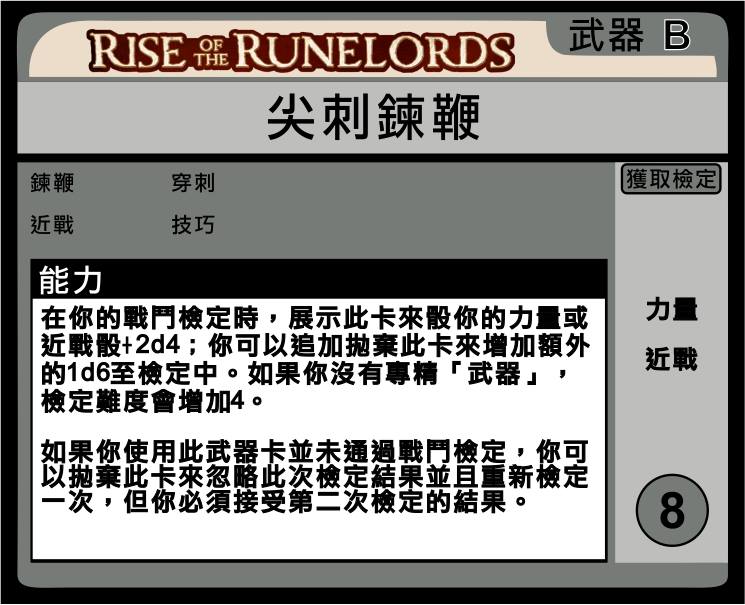 RISE OF THE RUNELORDS
武器 B
尖刺鍊鞭
鍊鞭 穿刺
近戰 技巧
獲取檢定
力量
近戰
8
能力
在你的戰鬥檢定時，展示此卡來骰你的力量或
近戰骰+2d4；你可以追加拋棄此卡來增加額外
的1d6至檢定中。如果你沒有專精「武器」，
檢定難度會增加4。
如果你使用此武器卡並未通過戰鬥檢定，你可
以拋棄此卡來忽略此次檢定結果並且重新檢定
一次，但你必須接受第二次檢定的結果。